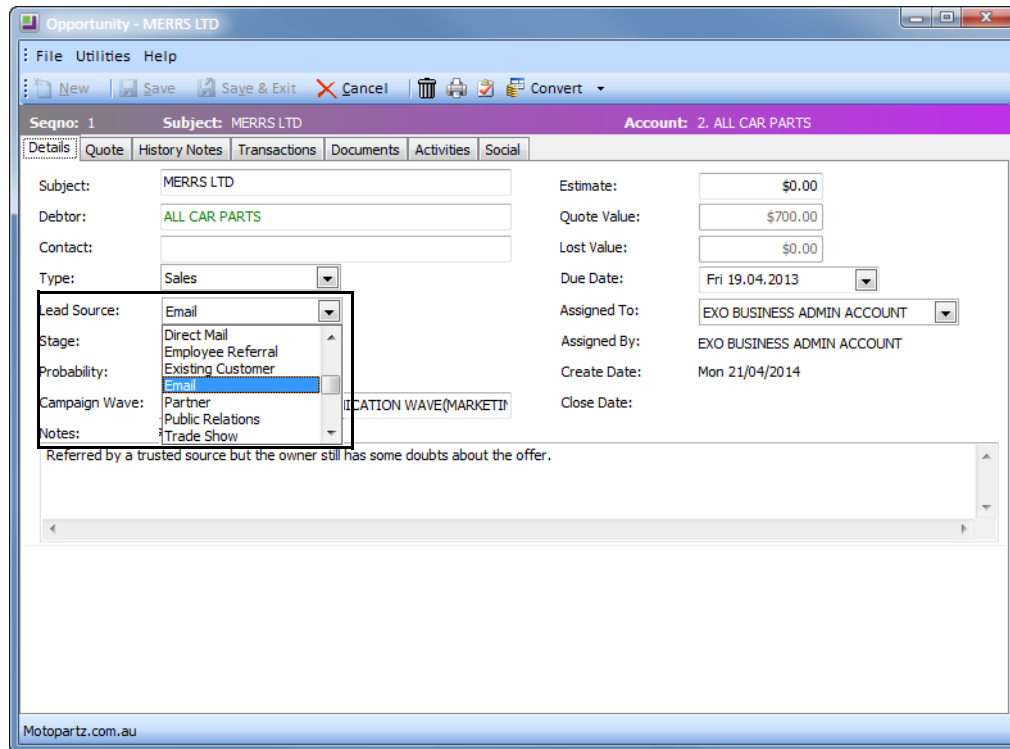 Opportunity - MERRS LTD
File Utilities Help
New Save Save & Exit Cancel Convert
Seqno: 1 Subject: MERRS LTD Account: 2. ALL CAR PARTS
Details Quote History Notes Transactions Documents Activities Social
Subject: MERRS LTD Estimate: $0.00
Debtor: ALL CAR PARTS Quote Value: $700.00
Contact: Lost Value: $0.00
Type: Sales Due Date: Fri 19.04.2013
Lead Source: Email Assigned To: EXO BUSINESS ADMIN ACCOUNT
Direct Mail
Stage: Employee Referral Assigned By: EXO BUSINESS ADMIN ACCOUNT
Existing Customer
Probability: Email Create Date: Mon 21/04/2014
Campaign Wave: Partner ICATION WAVE(MARKETIN Close Date:
Public Relations
Notes: Trade Show
Referred by a trusted source but the owner still has some doubts about the offer.
Motopartz.com.au